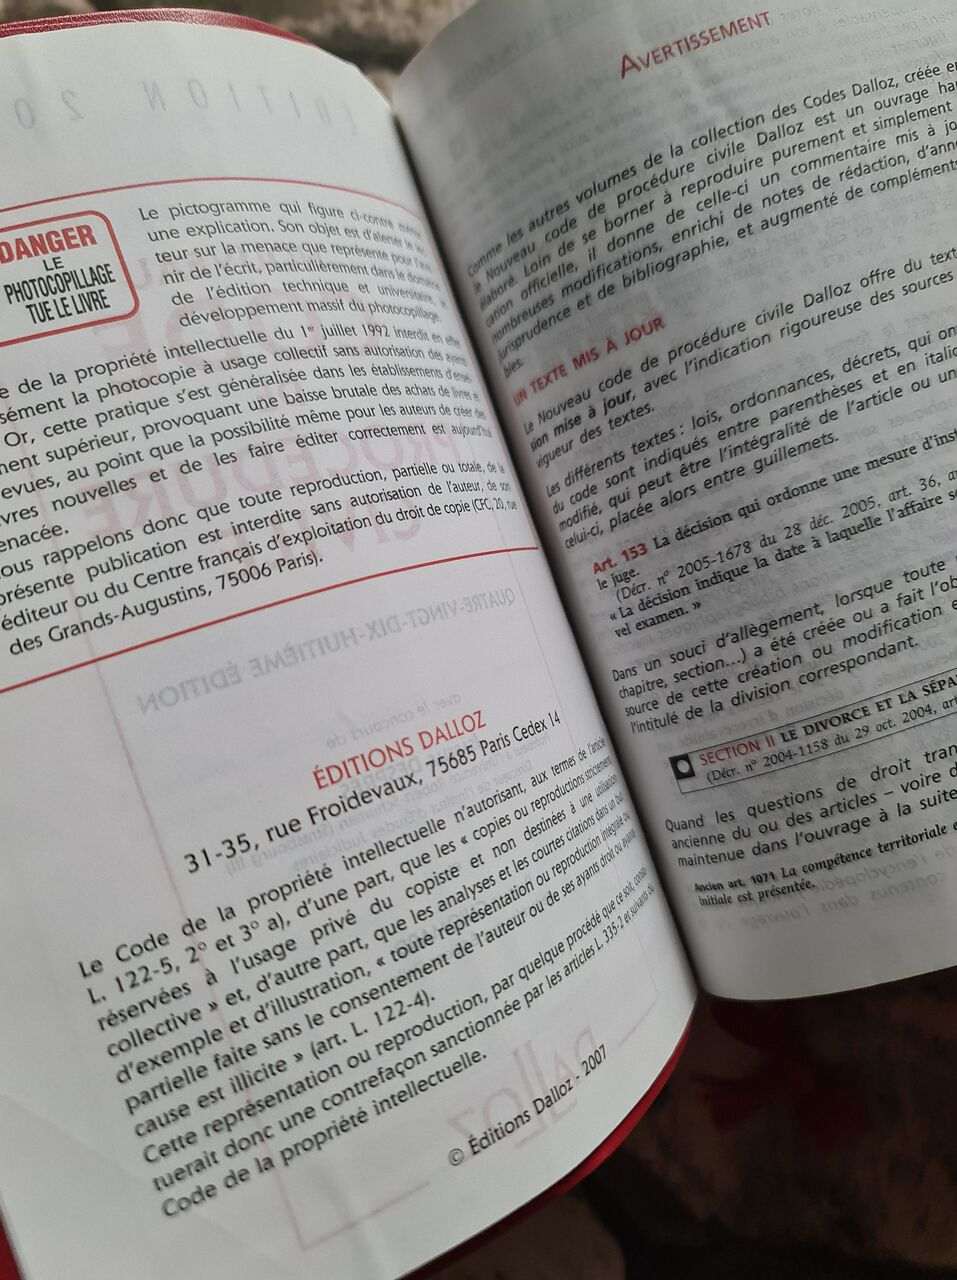 DANGER
LE
PHOTOCOPILLAGE
TUE LE LIVRE
Le pictogramme qui figure ci-contre
une explication. Son objet est d'alerter le
teur sur la menace que représente pour l'ave-
nir de l'écrit, particulièrement dans le domaine
de l'édition technique et universitaire, le
développement massif du photocopillage.
de la propriété intellectuelle du 1er juillet 1992 interdit en effet
sément la photocopie à usage collectif sans autorisation des ayants
Or, cette pratique s'est généralisée dans les établissements d'ensei-
ment supérieur, provoquant une baisse brutale des achats de livres et
evues, au point que la possibilité même pour les auteurs de créer des
vres nouvelles et de les faire éditer correctement est aujourd'hui
enacée.
ous rappelons donc que toute reproduction, partielle ou totale, de la
présente publication est interdite sans autorisation de l'auteur, de son
éditeur ou du Centre français d'exploitation du droit de copie (CFC, 20, rue
des Grands-Augustins, 75006 Paris).
ÉDITIONS DALLOZ
31-35, rue Froidevaux, 75685 Paris Cedex 14
Le Code de la propriété intellectuelle n'autorisant, aux termes de l'article
L. 122-5, 2° et 3° a), d'une part, que les « copies ou reproductions strictement
réservées à l'usage privé du copiste et non destinées à une utilisation
collective » et, d'autre part, que les analyses et les courtes citations dans un but
d'exemple et d'illustration, « toute représentation ou reproduction intégrale ou
partielle faite sans le consentement de l'auteur ou de ses ayants droit ou ayants
cause est illicite » (art. L. 122-4).
Cette représentation ou reproduction, par quelque procédé que ce soit, consti-
tuerait donc une contrefaçon sanctionnée par les articles L. 335-2 et suivants du
Code de la propriété intellectuelle.
© Éditions Dalloz - 2007
AVERTISSEMENT
Comme les autres volumes de la collection des Codes Dalloz, créée en
le Nouveau code de procédure civile Dalloz est un ouvrage
élaboré. Loin de se borner à reproduire purement et simplement
cation officielle, il donne de celle-ci un commentaire mis à
nombreuses modifications, enrichi de notes de rédaction,
jurisprudence et de bibliographie, et augmenté de
bles:
UN TEXTE MIS À JOUR
Le Nouveau code de procédure civile Dalloz offre du
sion mise à jour, avec l'indication rigoureuse des sources
vigueur des textes.
Les différents textes : lois, ordonnances, décrets, qui
du code sont indiqués entre parenthèses et en
modifié, qui peut être l'intégralité de l'article ou
celui-ci, placée alors entre guillemets.
Art. 153 La décision qui ordonne une mesure
le juge.
(Décr. n° 2005-1678 du 28 déc. 2005, art. 36,
« La décision indique la date à laquelle l'affaire
vel examen. »
Dans un souci d'allègement, lorsque toute
chapitre, section...) a été créée ou a fait
source de cette création ou modification
l'intitulé de la division correspondant.
SECTION II LE DIVORCE ET LA
(Décr. n° 2004-1158 du 29 oct. 2004,
Quand les questions de droit
ancienne du ou des articles – voire
maintenue dans l'ouvrage à la suite
Ancien art. 1071 La compétence territoriale
initiale est présentée.